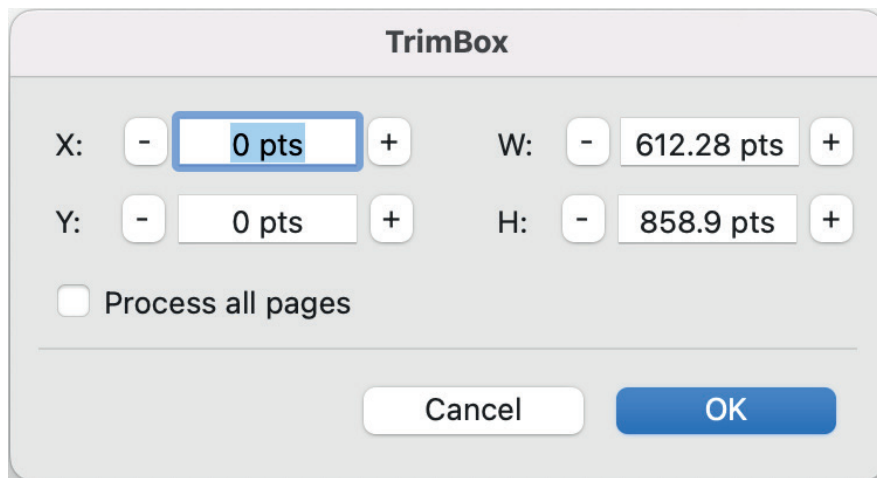 TrimBox
X: - 0 pts + W: - 612.28 pts +
Y: - 0 pts + H: - 858.9 pts +
Process all pages
Cancel OK